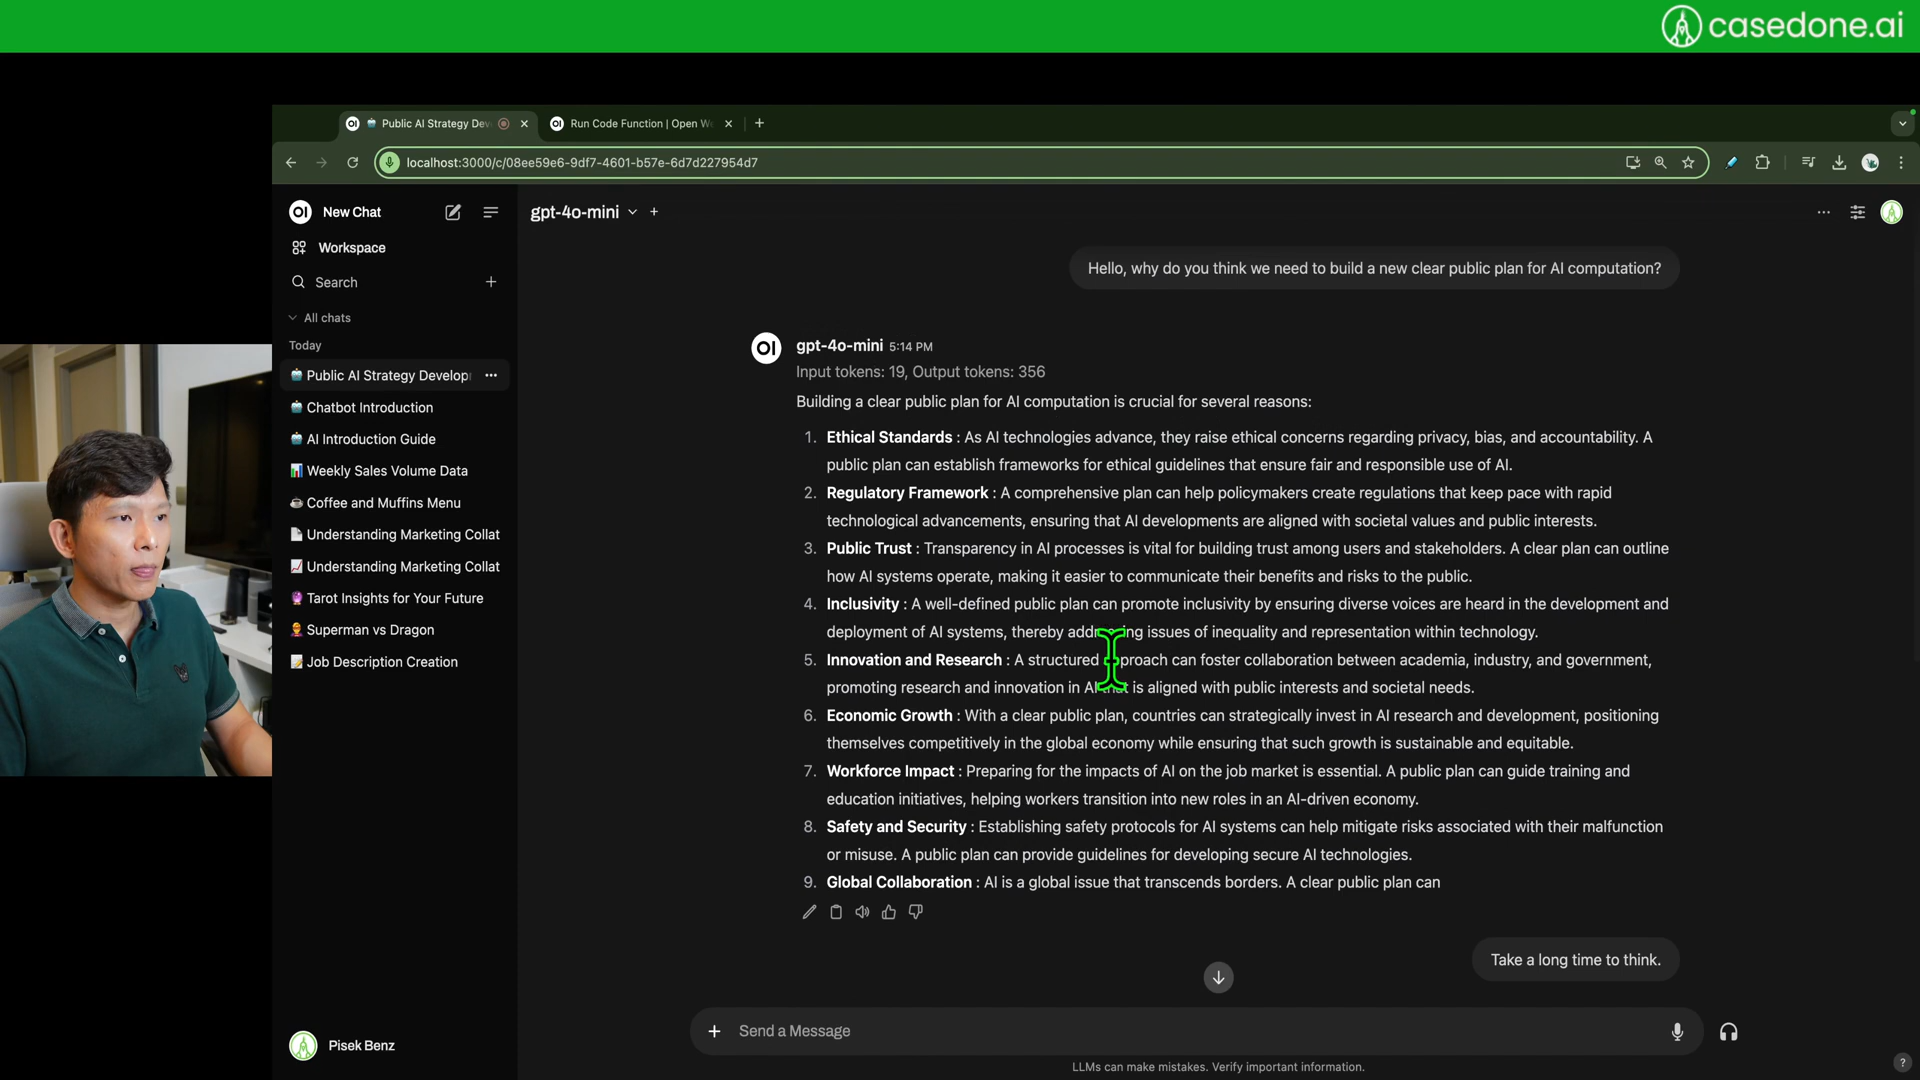 casedone.ai
Public AI Strategy Dev
Run Code Function | Open W
localhost:3000/c/08ee59e6-9df7-4601-b57e-6d7d227954d7
OI New Chat
gpt-4o-mini
Workspace
Search
All chats
Today
Public AI Strategy Develop
Chatbot Introduction
AI Introduction Guide
Weekly Sales Volume Data
Coffee and Muffins Menu
Understanding Marketing Collat
Understanding Marketing Collat
Tarot Insights for Your Future
Superman vs Dragon
Job Description Creation
Pisek Benz
Hello, why do you think we need to build a new clear public plan for AI computation?
OI gpt-4o-mini 5:14 PM
Input tokens: 19, Output tokens: 356
Building a clear public plan for AI computation is crucial for several reasons:
1. Ethical Standards : As AI technologies advance, they raise ethical concerns regarding privacy, bias, and accountability. A
public plan can establish frameworks for ethical guidelines that ensure fair and responsible use of AI.
2. Regulatory Framework : A comprehensive plan can help policymakers create regulations that keep pace with rapid
technological advancements, ensuring that AI developments are aligned with societal values and public interests.
3. Public Trust : Transparency in AI processes is vital for building trust among users and stakeholders. A clear plan can outline
how AI systems operate, making it easier to communicate their benefits and risks to the public.
4. Inclusivity : A well-defined public plan can promote inclusivity by ensuring diverse voices are heard in the development and
deployment of AI systems, thereby addressing issues of inequality and representation within technology.
5. Innovation and Research : A structured approach can foster collaboration between academia, industry, and government,
promoting research and innovation in AI that is aligned with public interests and societal needs.
6. Economic Growth : With a clear public plan, countries can strategically invest in AI research and development, positioning
themselves competitively in the global economy while ensuring that such growth is sustainable and equitable.
7. Workforce Impact : Preparing for the impacts of AI on the job market is essential. A public plan can guide training and
education initiatives, helping workers transition into new roles in an AI-driven economy.
8. Safety and Security : Establishing safety protocols for AI systems can help mitigate risks associated with their malfunction
or misuse. A public plan can provide guidelines for developing secure AI technologies.
9. Global Collaboration : AI is a global issue that transcends borders. A clear public plan can
Take a long time to think.
Send a Message
LLMs can make mistakes. Verify important information.
?